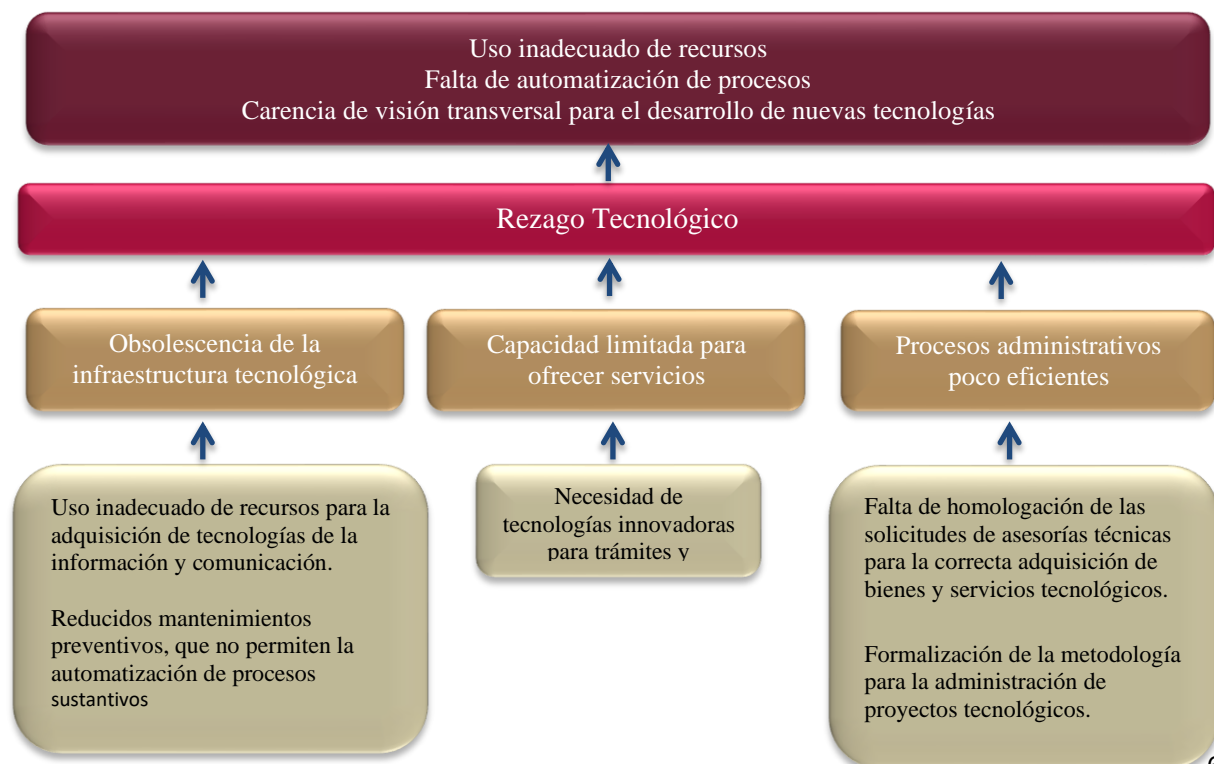 Uso inadecuado de recursos
Falta de automatización de procesos
Carencia de visión transversal para el desarrollo de nuevas tecnologías
Rezago Tecnológico
Obsolescencia de la
infraestructura tecnológica
Capacidad limitada para
ofrecer servicios
Procesos administrativos
poco eficientes
Uso inadecuado de recursos para la
adquisición de tecnologías de la
información y comunicación.
Reducidos mantenimientos
preventivos, que no permiten la
automatización de procesos
sustantivos
Necesidad de
tecnologías innovadoras
para trámites y
Falta de homologación de las
solicitudes de asesorías técnicas
para la correcta adquisición de
bienes y servicios tecnológicos.
Formalización de la metodología
para la administración de
proyectos tecnológicos.